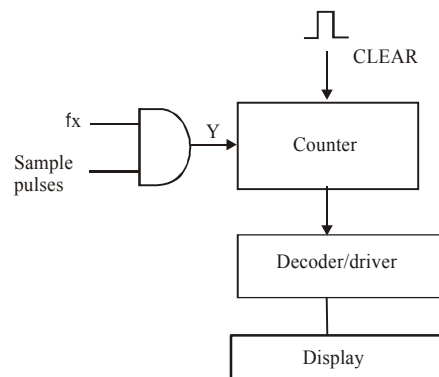 CLEAR
fx
Y
Counter
Sample
pulses
Decoder/driver
Display